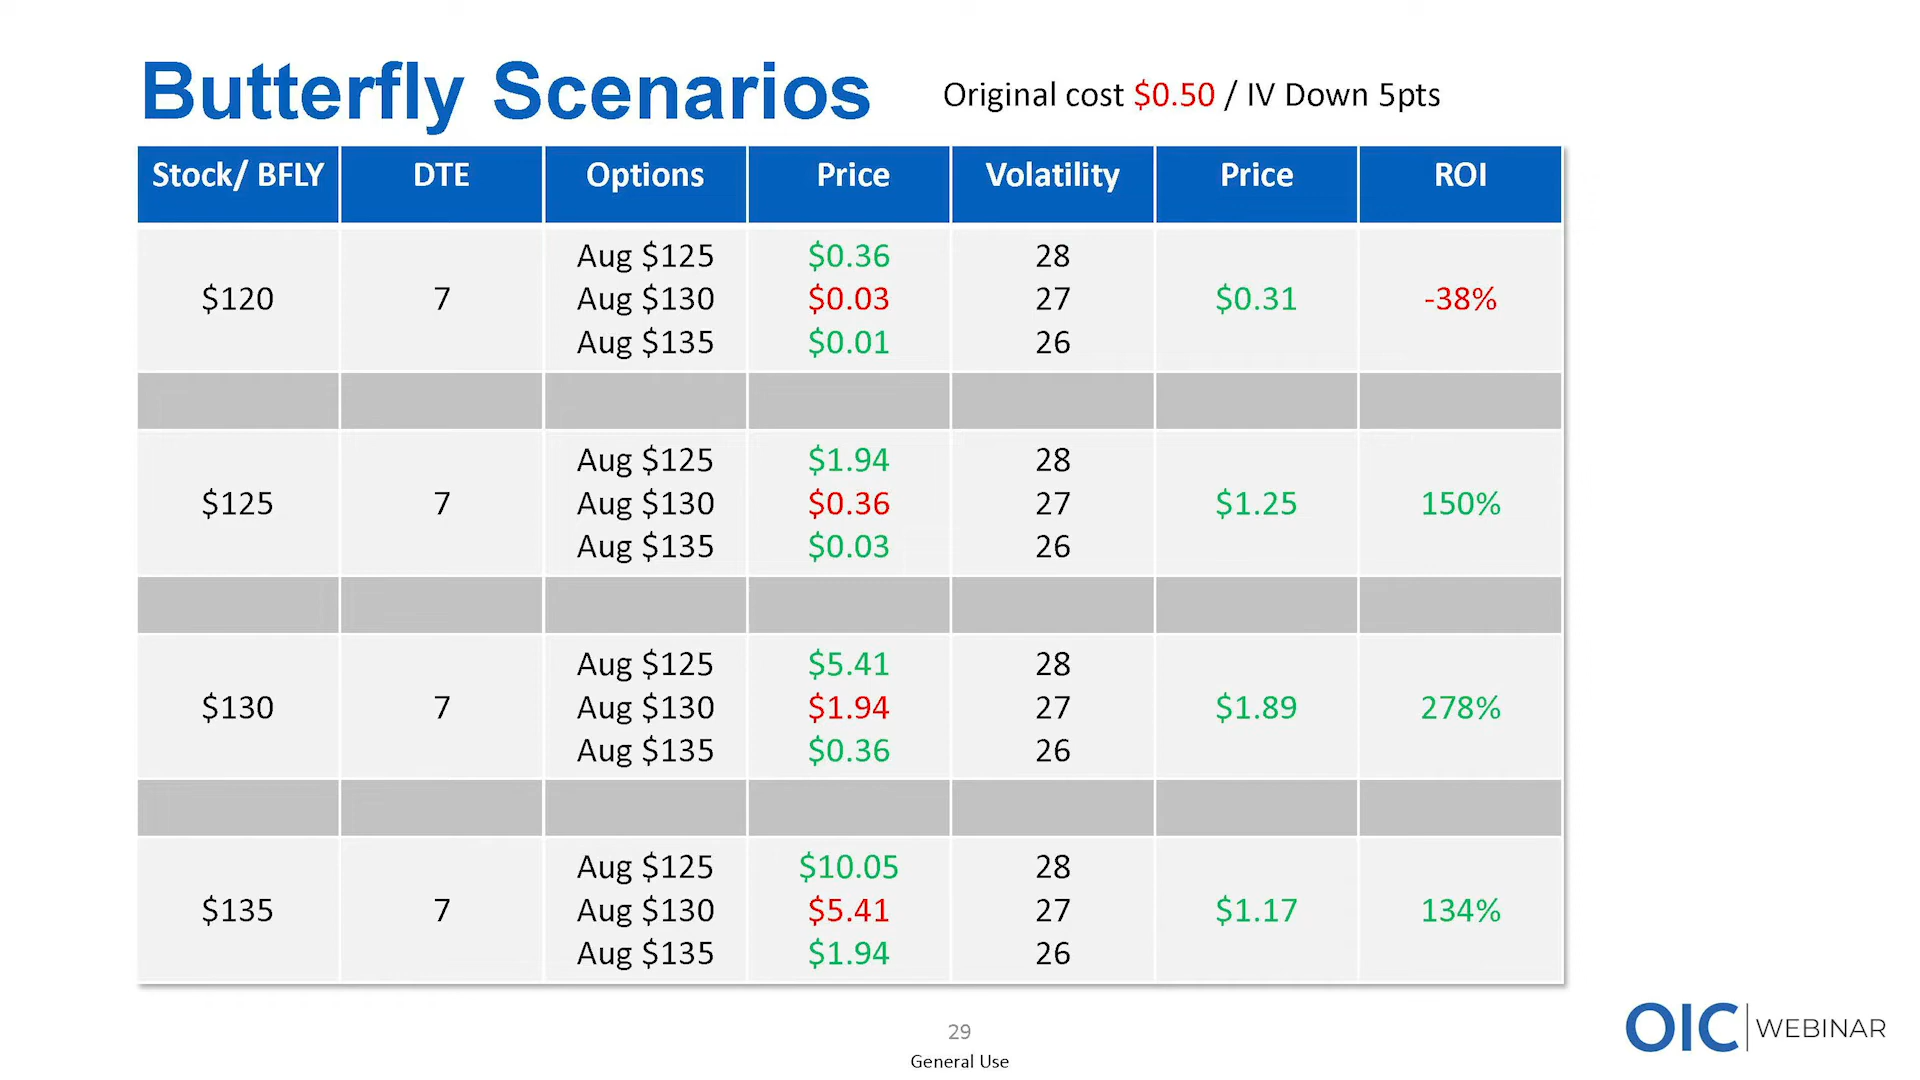 Butterfly Scenarios
Original cost $0.50 / IV Down 5pts
Stock/ BFLY DTE Options Price Volatility Price ROI
Aug $125 $0.36 28
$120 7 Aug $130 $0.03 27 $0.31 -38%
Aug $135 $0.01 26
Aug $125 $1.94 28
$125 7 Aug $130 $0.36 27 $1.25 150%
Aug $135 $0.03 26
Aug $125 $5.41 28
$130 7 Aug $130 $1.94 27 $1.89 278%
Aug $135 $0.36 26
Aug $125 $10.05 28
$135 7 Aug $130 $5.41 27 $1.17 134%
Aug $135 $1.94 26
29
General Use
OIC WEBINAR